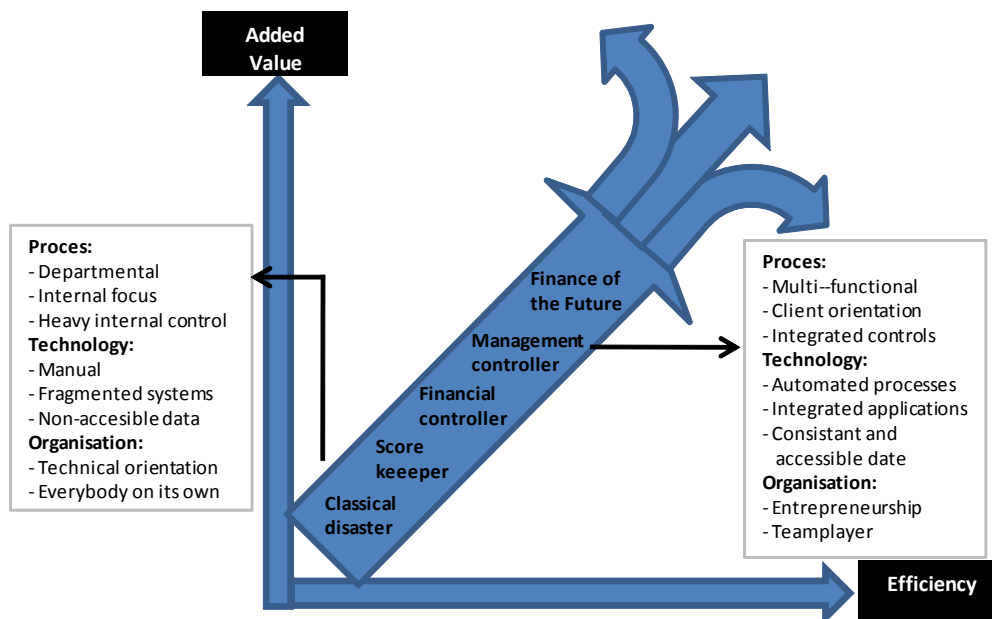 Added
Value
Proces:
- Departmental
- Internal focus
- Heavy internal control
Technology:
- Manual
- Fragmented systems
- Non-accesible data
Organisation:
- Technical orientation
- Everybody on its own
Finance of
the Future
Management
controller
Financial
controller
Score
keeeper
Classical
disaster
Proces:
- Multi--functional
- Client orientation
- Integrated controls
Technology:
- Automated processes
- Integrated applications
- Consistant and
accessible date
Organisation:
- Entrepreneurship
- Teamplayer
Efficiency